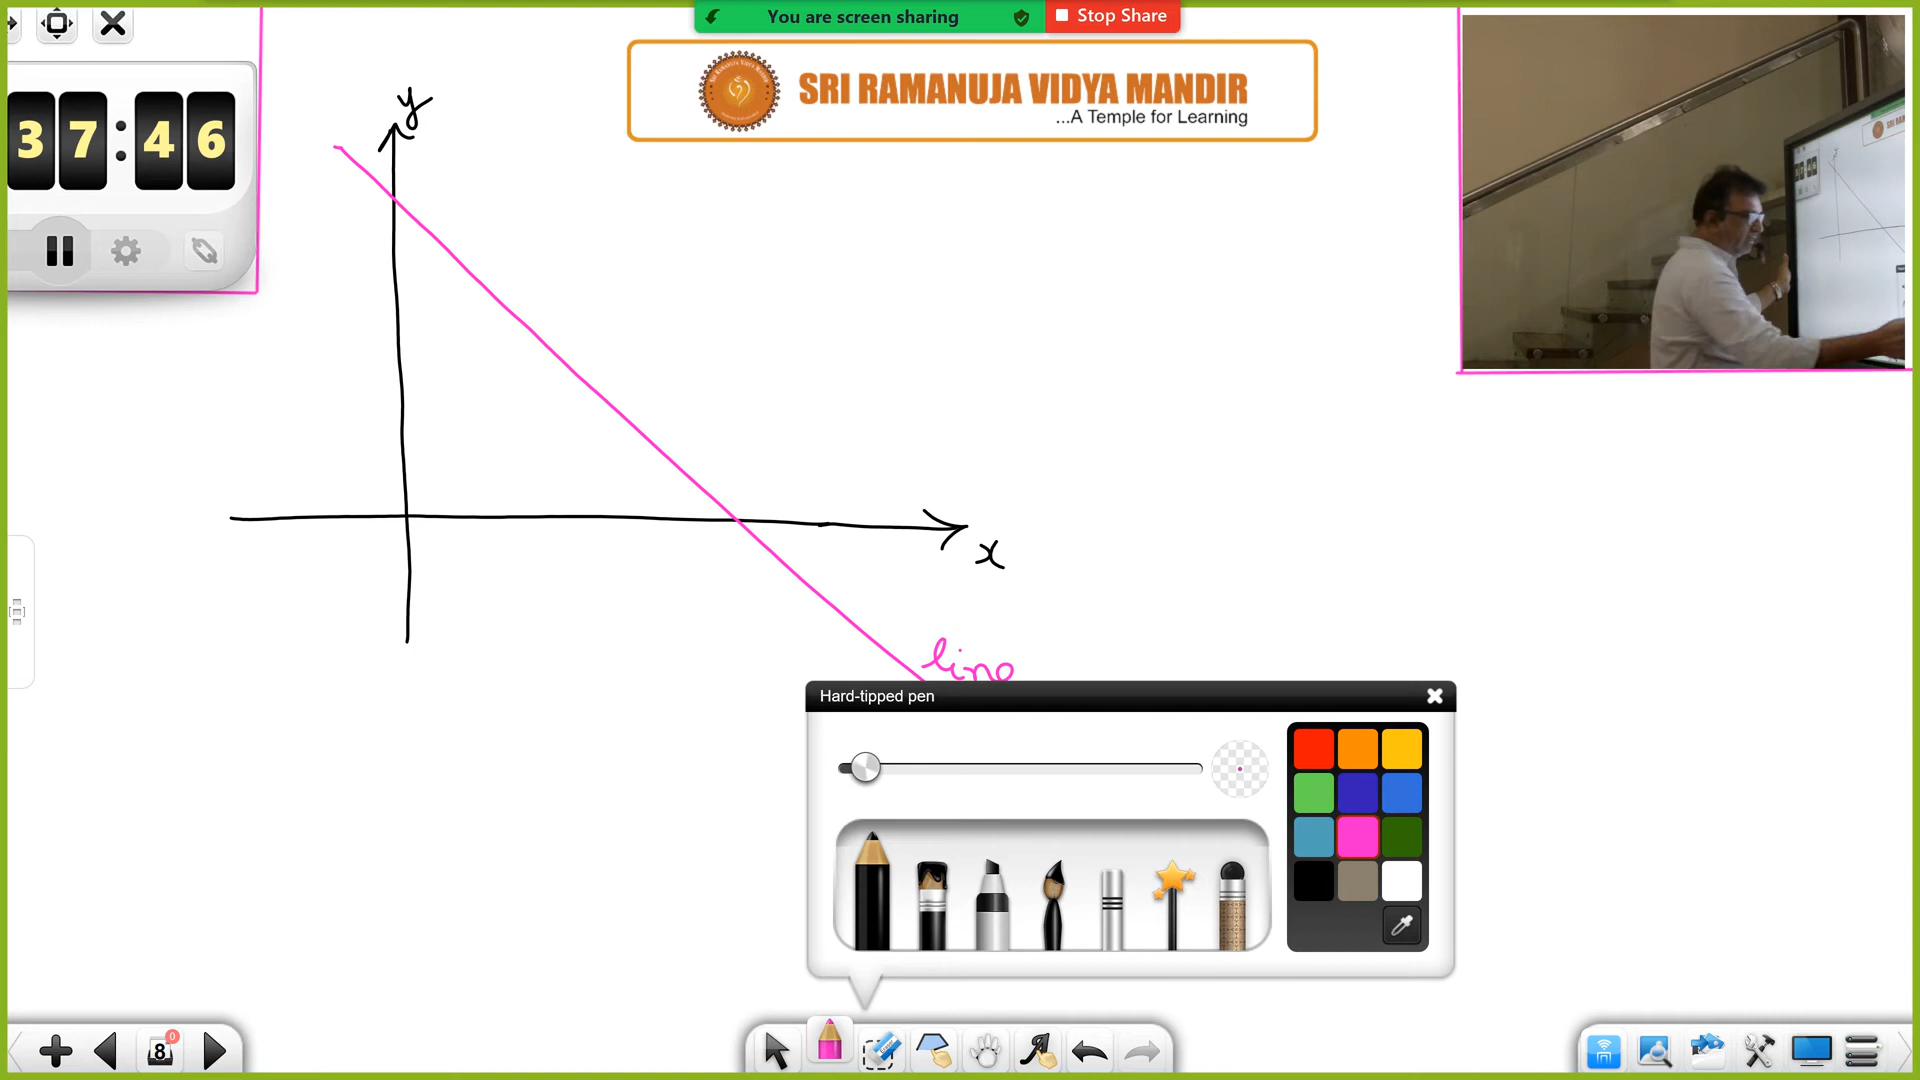 You are screen sharing
Stop Share
SRI RAMANUJA VIDYA MANDIR
...A Temple for Learning
37:46
y
x
line
Hard-tipped pen
8
0